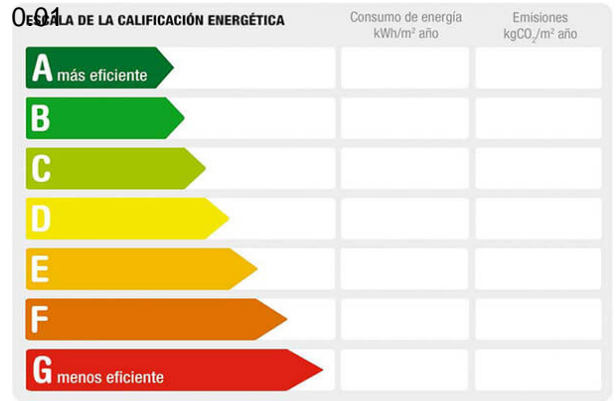 0.01
ESCALA DE LA CALIFICACIÓN ENERGÉTICA
Consumo de energía
kWh/m² año
Emisiones
kgCO₂/m² año
A más eficiente
B
C
D
E
F
G menos eficiente